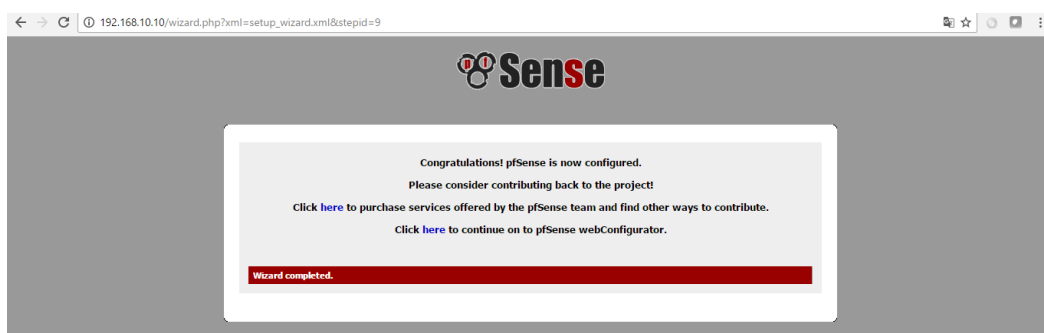 192.168.10.10/wizard.php?xml=setup_wizard.xml&stepid=9
pf Sense
Congratulations! pfSense is now configured.
Please consider contributing back to the project!
Click here to purchase services offered by the pfSense team and find other ways to contribute.
Click here to continue on to pfSense webConfigurator.
Wizard completed.